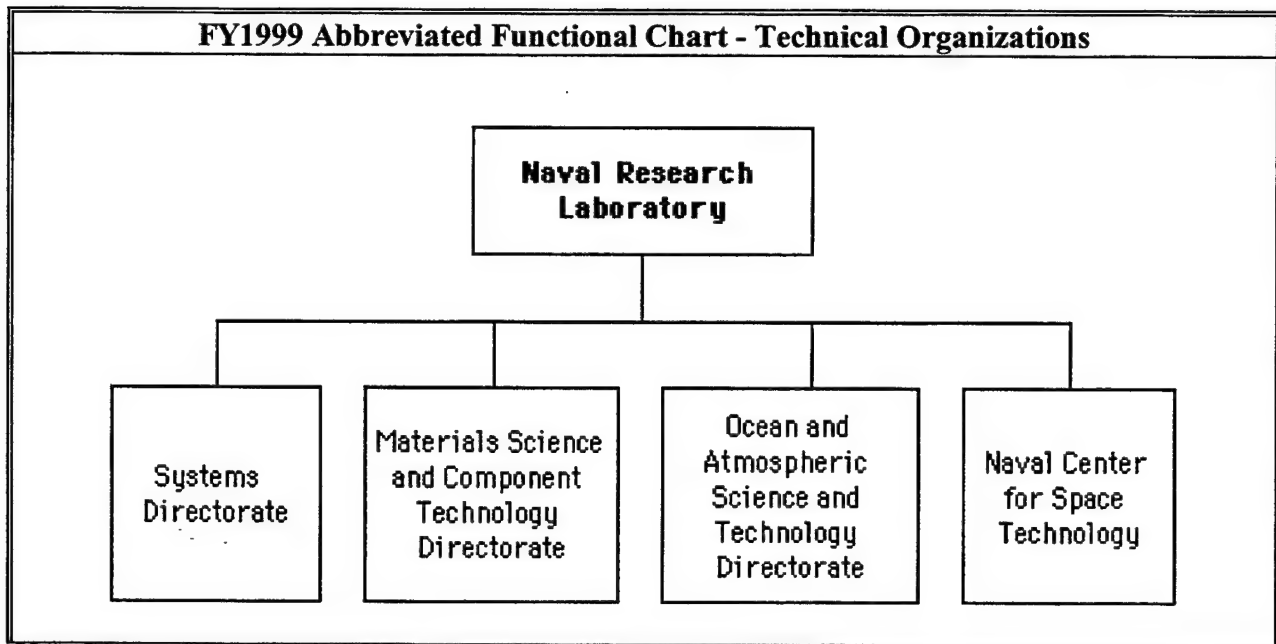 FY1999 Abbreviated Functional Chart - Technical Organizations
Naval Research
Laboratory
Systems
Directorate
Materials Science
and Component
Technology
Directorate
Ocean and
Atmospheric
Science and
Technology
Directorate
Naval Center
for Space
Technology